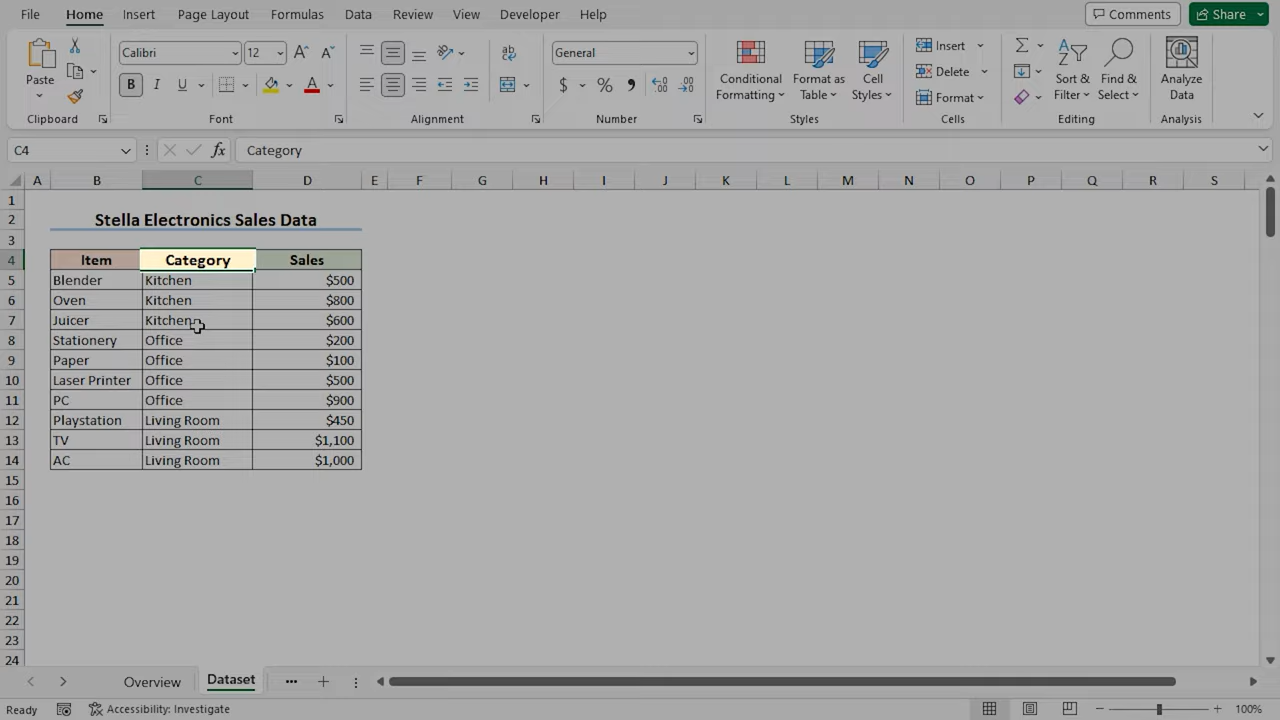 File Home Insert Page Layout Formulas Data Review View Developer Help Comments Share
Calibri 12 General Insert
Paste Conditional Formatting Format as Table Cell Styles Delete Sort & Filter Find & Select Analyze Data
Format
Clipboard Font Alignment Number Styles Cells Editing Analysis
C4 fx Category
A B C D E F G H I J K L M N O P Q R S
1
2 Stella Electronics Sales Data
3
4 Item Category Sales
5 Blender Kitchen $500
6 Oven Kitchen $800
7 Juicer Kitchen $600
8 Stationery Office $200
9 Paper Office $100
10 Laser Printer Office $500
11 PC Office $900
12 Playstation Living Room $450
13 TV Living Room $1,100
14 AC Living Room $1,000
15
16
17
18
19
20
21
22
23
24
Overview Dataset ...
Ready Accessibility: Investigate 100%